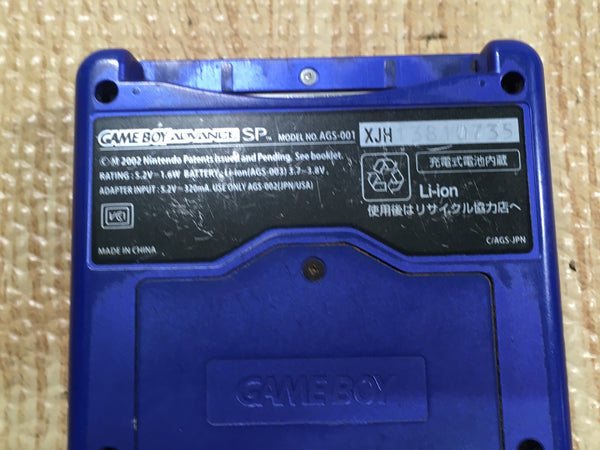 GAME BOY ADVANCE SP™ MODEL NO. AGS-001 XJH13810735
©・M 2002 Nintendo Patents Issued and Pending. See booklet.
RATING: 5.2V⎓1.6W BATTERY: Li-ion(AGS-003) 3.7⎓3.8V,
ADAPTER INPUT: 5.2V⎓320mA. USE ONLY AGS-002(JPN/USA)
VCI
MADE IN CHINA
充電式電池内蔵
Li-ion
使用後はリサイクル協力店へ
C/AGS-JPN
GAME BOY